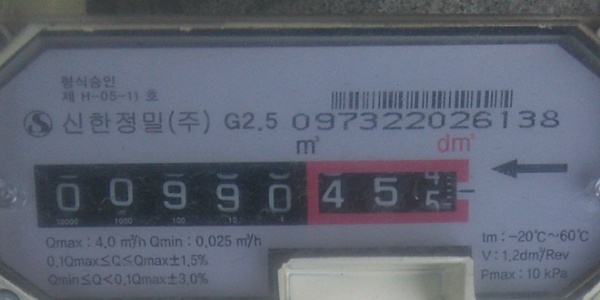 형식승인
제 H-05-11 호
신한정밀(주) G2.5 097322026138
m³ dm³
0 0 9 9 0 4 5
10000 1000 100 10 1
Qmax : 4.0 m³/h Qmin : 0.025 m³/h
0.1Qmax≤Q≤Qmax±1.5%
Qmin≤Q<0.1Qmax±3.0%
tm : -20℃~60℃
V : 1.2dm³/Rev
Pmax : 10 kPa